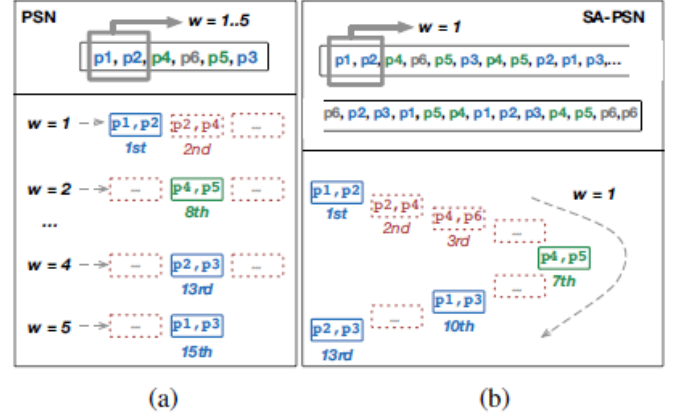 PSN
w = 1..5
p1, p2, p4, p6, p5, p3
w = 1 p1,p2 p2,p4 ...
1st 2nd
w = 2 ... p4,p5 ...
8th
...
w = 4 ... p2,p3 ...
13rd
w = 5 ... p1,p3
15th
(a)
SA-PSN
w = 1
p1, p2, p4, p6, p5, p3, p4, p5, p2, p1, p3,...
p6, p2, p3, p1, p5, p4, p1, p2, p3, p4, p5, p6,p6
w = 1
p1,p2
1st
p2,p4
2nd
p4,p6
3rd
...
p4,p5
7th
...
p1,p3
10th
...
p2,p3
13rd
(b)